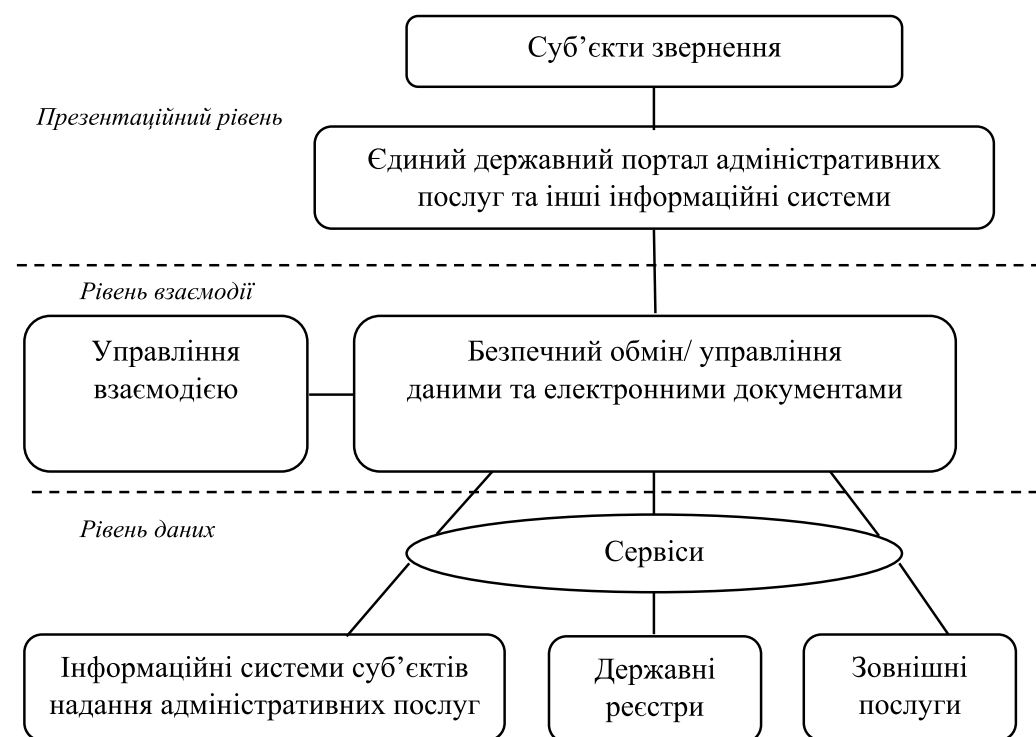 Суб’єкти звернення
Презентаційний рівень
Єдиний державний портал адміністративних
послуг та інші інформаційні системи
Рівень взаємодії
Управління
взаємодією
Безпечний обмін/ управління
даними та електронними документами
Рівень даних
Сервіси
Інформаційні системи суб’єктів
надання адміністративних послуг
Державні
реєстри
Зовнішні
послуги